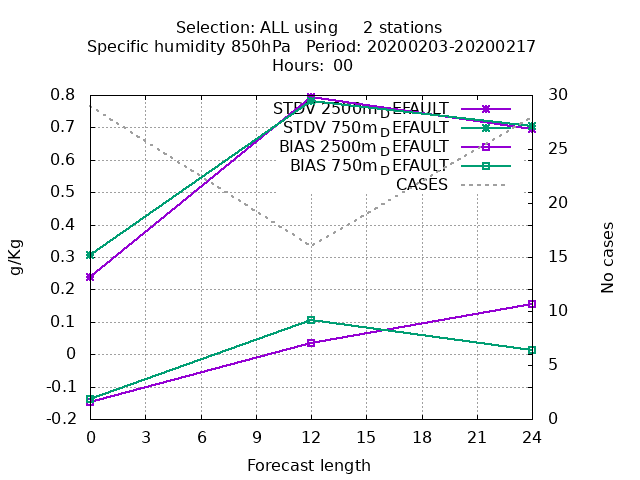 Selection: ALL using     2 stations
Specific humidity 850hPa   Period: 20200203-20200217
Hours:  00
0.8
0.7
0.6
0.5
0.4
0.3
0.2
0.1
0
-0.1
-0.2
30
25
20
15
10
5
0
STDV 2500m_DEFAULT
STDV 750m_DEFAULT
BIAS 2500m_DEFAULT
BIAS 750m_DEFAULT
CASES
g/Kg
No cases
0 3 6 9 12 15 18 21 24
Forecast length